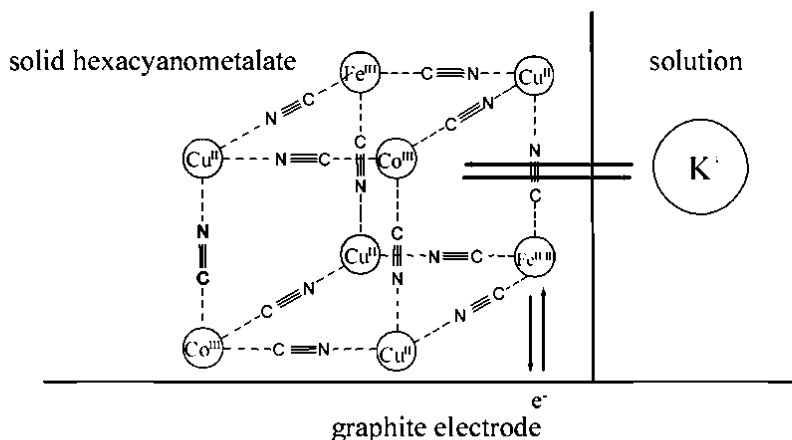 solid hexacyanometalate
solution
Fe^III C≡N Cu^II
N≡C C≡N
Cu^II N≡C Co^III
C≡N N≡C K^+
N≡C C≡N
Cu^II N≡C Fe^III/II
C≡N N≡C
Co^III C≡N Cu^II
e^-
graphite electrode